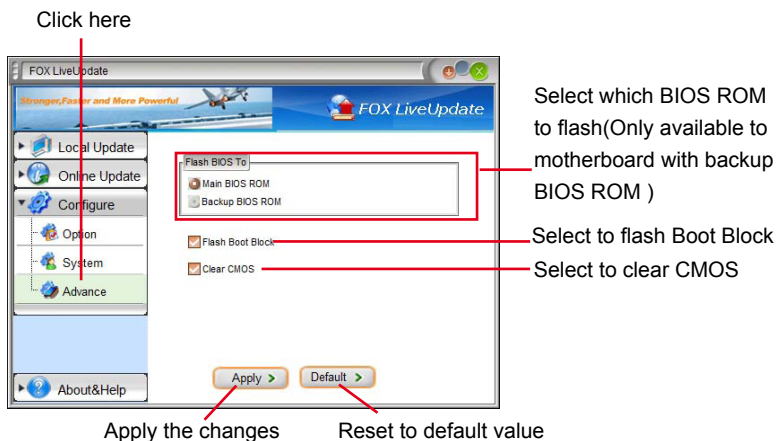 Click here
FOX LiveUpdate
Stronger,Faster and More Powerful
FOX LiveUpdate
Local Update
Online Update
Configure
Option
System
Advance
About&Help
Flash BIOS To
Main BIOS ROM
Backup BIOS ROM
Flash Boot Block
Clear CMOS
Apply
Default
Select which BIOS ROM
to flash(Only available to
motherboard with backup
BIOS ROM )
Select to flash Boot Block
Select to clear CMOS
Apply the changes
Reset to default value